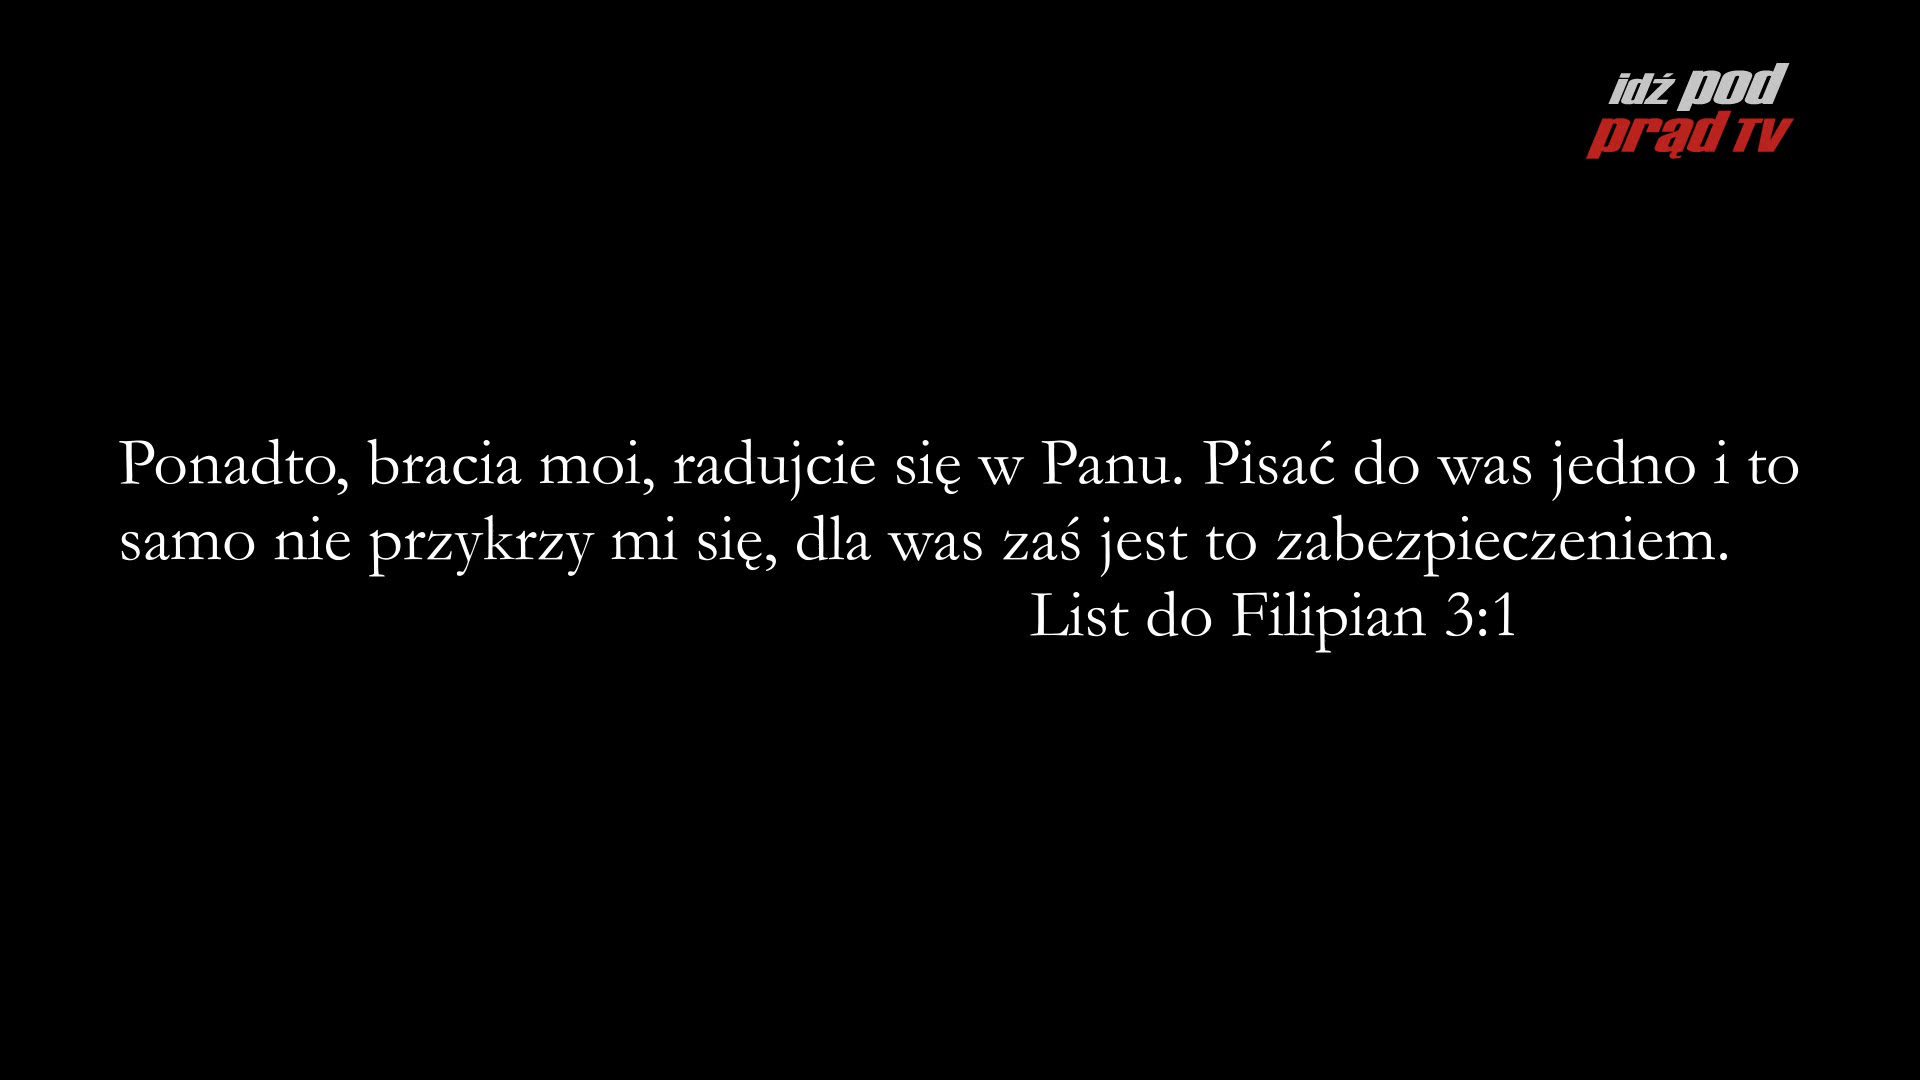 idź pod
prąd TV
Ponadto, bracia moi, radujcie się w Panu. Pisać do was jedno i to
samo nie przykrzy mi się, dla was zaś jest to zabezpieczeniem.
List do Filipian 3:1